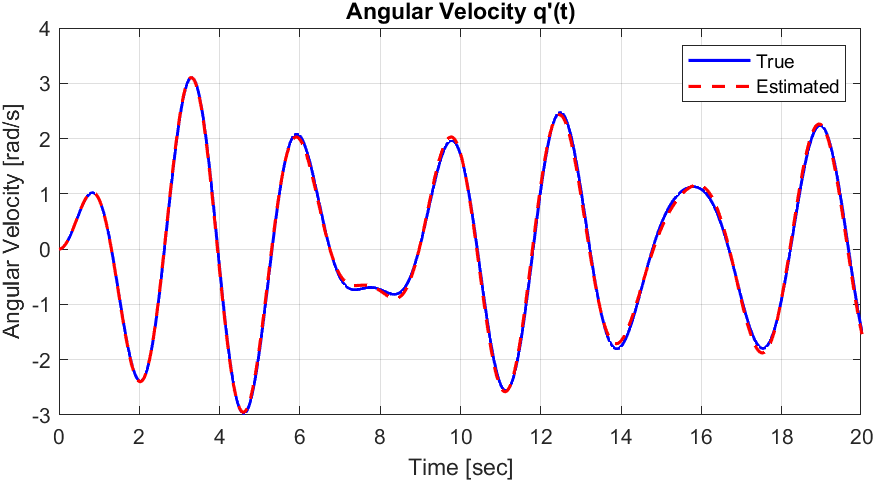 Angular Velocity q'(t)
True
Estimated
Angular Velocity [rad/s]
4
3
2
1
0
-1
-2
-3
0 2 4 6 8 10 12 14 16 18 20
Time [sec]